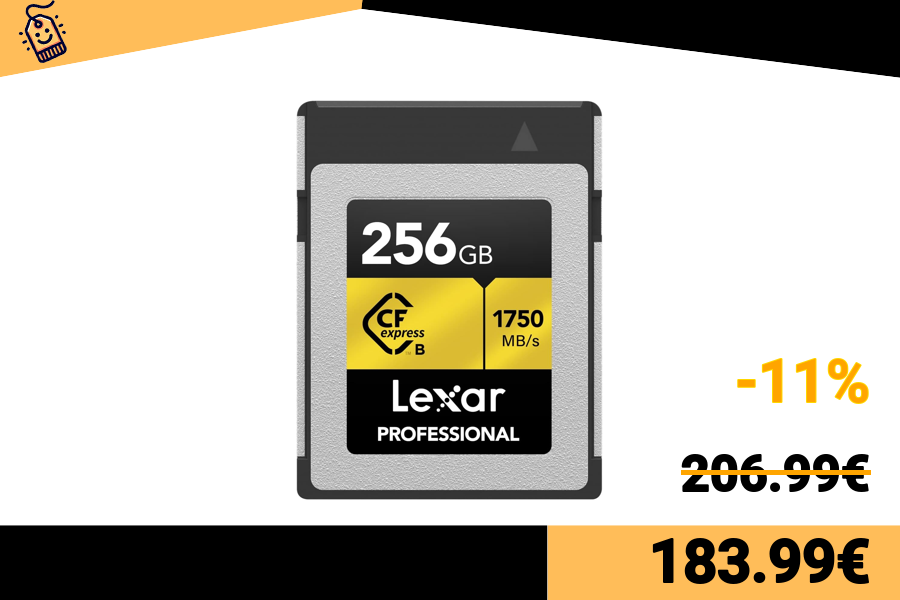 256GB
CF
express
B
1750
MB/s
Lexar
PROFESSIONAL
-11%
206.99€
183.99€